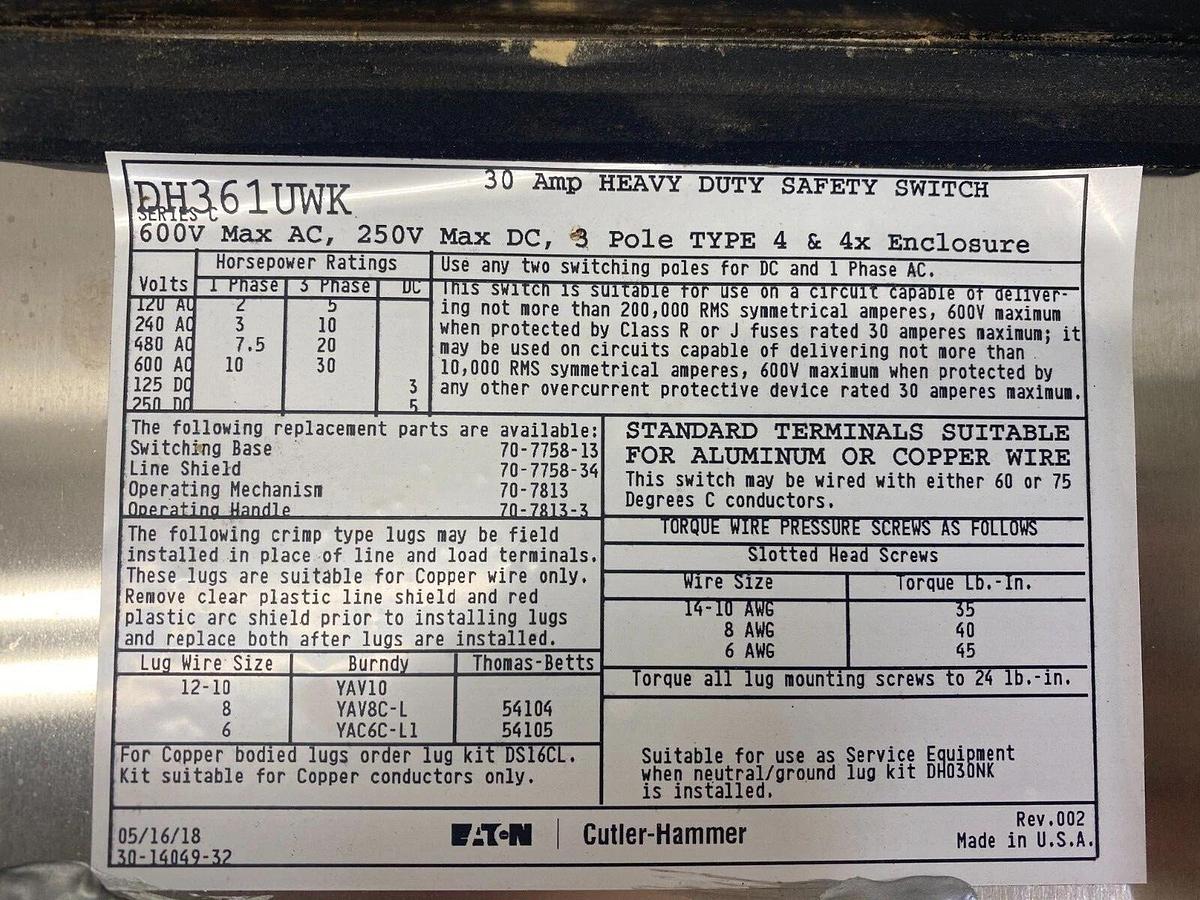 30 Amp HEAVY DUTY SAFETY SWITCH
DH361UWK
SERIES C
600V Max AC, 250V Max DC, 3 Pole TYPE 4 & 4x Enclosure
Horsepower Ratings
Volts 1 Phase 3 Phase DC
120 AC 2 5
240 AC 3 10
480 AC 7.5 20
600 AC 10 30
125 DC 3
250 DC 5
Use any two switching poles for DC and 1 Phase AC.
This switch is suitable for use on a circuit capable of deliver-
ing not more than 200,000 RMS symmetrical amperes, 600V maximum
when protected by Class R or J fuses rated 30 amperes maximum; it
may be used on circuits capable of delivering not more than
10,000 RMS symmetrical amperes, 600V maximum when protected by
any other overcurrent protective device rated 30 amperes maximum.
The following replacement parts are available:
Switching Base 70-7758-13
Line Shield 70-7758-34
Operating Mechanism 70-7813
Operating Handle 70-7813-3
The following crimp type lugs may be field
installed in place of line and load terminals.
These lugs are suitable for Copper wire only.
Remove clear plastic line shield and red
plastic arc shield prior to installing lugs
and replace both after lugs are installed.
Lug Wire Size Burndy Thomas-Betts
12-10 YAV10
8 YAV8C-L 54104
6 YAC6C-L1 54105
For Copper bodied lugs order lug kit DS16CL.
Kit suitable for Copper conductors only.
STANDARD TERMINALS SUITABLE
FOR ALUMINUM OR COPPER WIRE
This switch may be wired with either 60 or 75
Degrees C conductors.
TORQUE WIRE PRESSURE SCREWS AS FOLLOWS
Slotted Head Screws
Wire Size Torque Lb.-In.
14-10 AWG 35
8 AWG 40
6 AWG 45
Torque all lug mounting screws to 24 lb.-in.
Suitable for use as Service Equipment
when neutral/ground lug kit DH030NK
is installed.
05/16/18
30-14049-32
EATON Cutler-Hammer
Rev.002
Made in U.S.A.